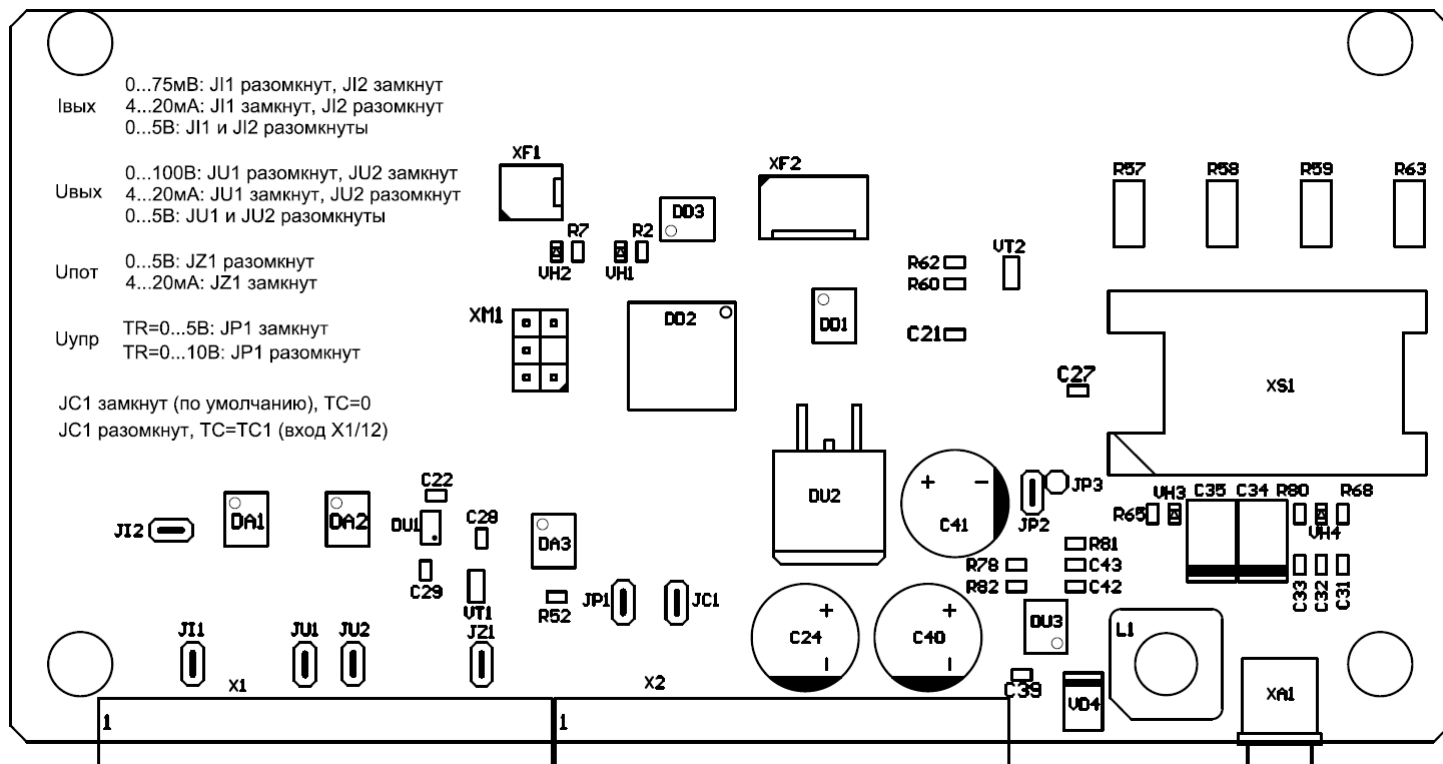 Iвых
0...75мВ: JI1 разомкнут, JI2 замкнут
4...20мА: JI1 замкнут, JI2 разомкнут
0...5В: JI1 и JI2 разомкнуты
Uвых
0...100В: JU1 разомкнут, JU2 замкнут
4...20мА: JU1 замкнут, JU2 разомкнут
0...5В: JU1 и JU2 разомкнуты
Uпот
0...5В: JZ1 разомкнут
4...20мА: JZ1 замкнут
Uупр
TR=0...5В: JP1 замкнут
TR=0...10В: JP1 разомкнут
JC1 замкнут (по умолчанию), TC=0
JC1 разомкнут, TC=TC1 (вход X1/12)
XF1
XF2
R57
R58
R59
R63
DD3
R7
R2
VH2
VH1
VT2
R62
R60
XM1
DD2
DD1
C21
C27
XS1
C22
DA1
DA2
DU1
C28
DA3
JI2
DU2
C41
JP3
JP2
VH3
C35
C34
R80
R68
R65
VH4
R81
R78
C43
R82
C42
C29
VT1
R52
JP1
JC1
C33
C32
C31
JI1
JU1
JU2
JZ1
C24
C40
DU3
L1
X1
X2
C39
VD4
XA1
1
1